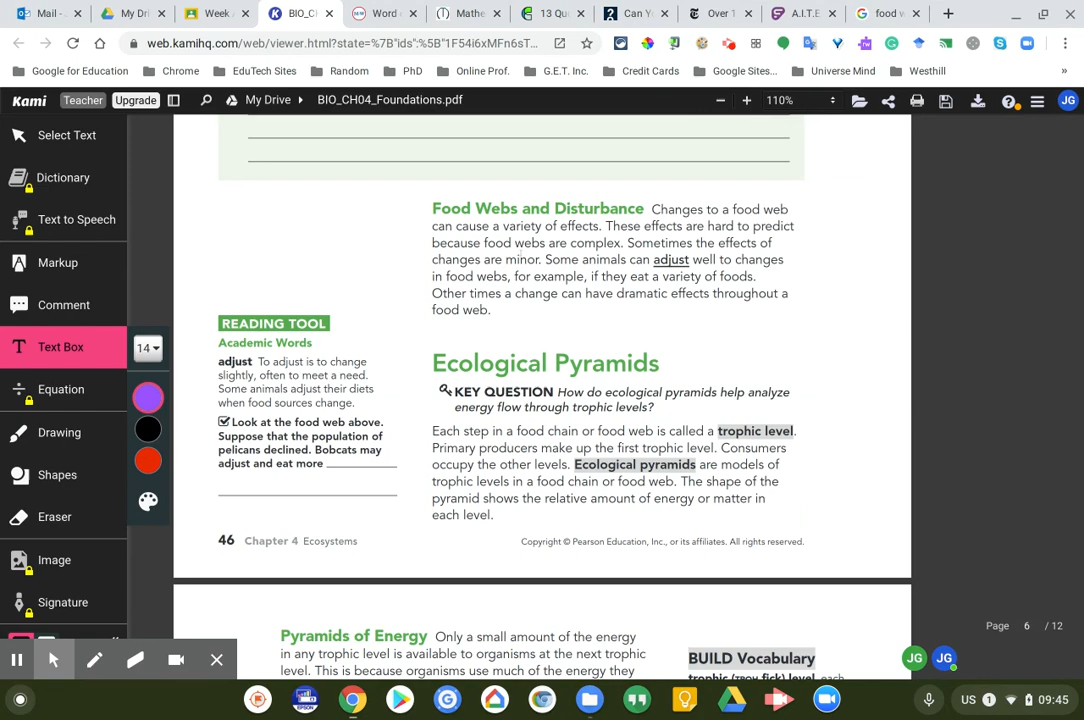 Mail -
My Driv
Week
BIO_CH
Word
Mathe
13 Qu
Can Y
Over 1
A.I.T.E
food w
web.kamihq.com/web/viewer.html?state=%7B"ids":%5B"1F54i6xMFn6sT...
Google for Education
Chrome
EduTech Sites
Random
PhD
Online Prof.
G.E.T. Inc.
Credit Cards
Google Sites...
Universe Mind
Westhill
»
Kami
Teacher
Upgrade
My Drive
BIO_CH04_Foundations.pdf
110%
JG
Select Text
Dictionary
Text to Speech
Markup
Comment
Text Box
14
Equation
Drawing
Shapes
Eraser
Image
Signature
Food Webs and Disturbance Changes to a food web
can cause a variety of effects. These effects are hard to predict
because food webs are complex. Sometimes the effects of
changes are minor. Some animals can adjust well to changes
in food webs, for example, if they eat a variety of foods.
Other times a change can have dramatic effects throughout a
food web.
READING TOOL
Academic Words
adjust To adjust is to change
slightly, often to meet a need.
Some animals adjust their diets
when food sources change.
Look at the food web above.
Suppose that the population of
pelicans declined. Bobcats may
adjust and eat more
Ecological Pyramids
KEY QUESTION How do ecological pyramids help analyze
energy flow through trophic levels?
Each step in a food chain or food web is called a trophic level.
Primary producers make up the first trophic level. Consumers
occupy the other levels. Ecological pyramids are models of
trophic levels in a food chain or food web. The shape of the
pyramid shows the relative amount of energy or matter in
each level.
46 Chapter 4 Ecosystems
Copyright © Pearson Education, Inc., or its affiliates. All rights reserved.
Page 6 / 12
Pyramids of Energy Only a small amount of the energy
in any trophic level is available to organisms at the next trophic
level. This is because organisms use much of the energy they
BUILD Vocabulary
trophic (TROH fick) level each
JG
JG
EPSON
US
1
09:45